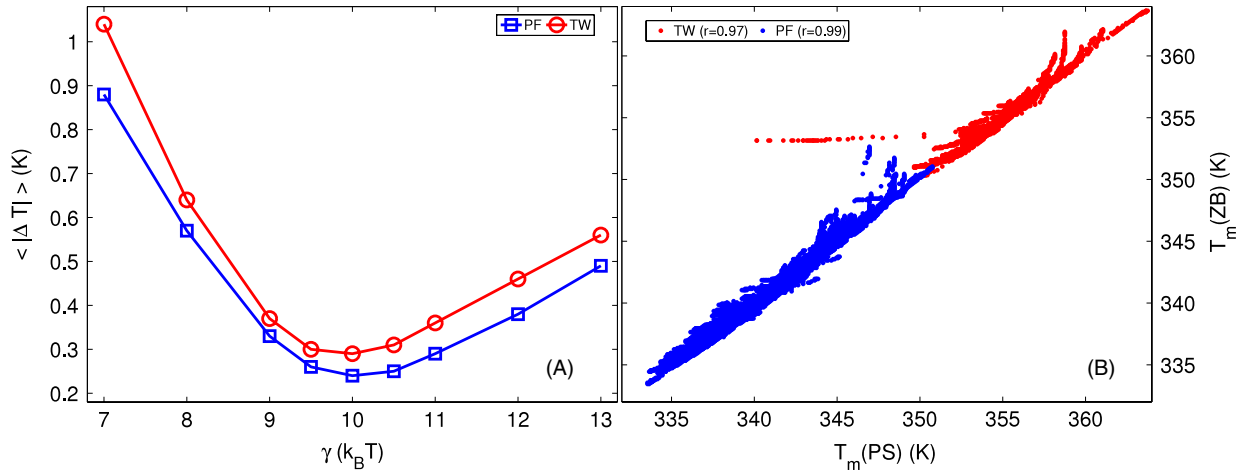 PF TW
1
0.9
0.8
0.7
0.6
0.5
0.4
0.3
0.2
< |Δ T| > (K)
7 8 9 10 11 12 13
γ (k_BT)
(A)
TW (r=0.97) PF (r=0.99)
360
355
350
345
340
335
T_m(ZB) (K)
335 340 345 350 355 360
T_m(PS) (K)
(B)